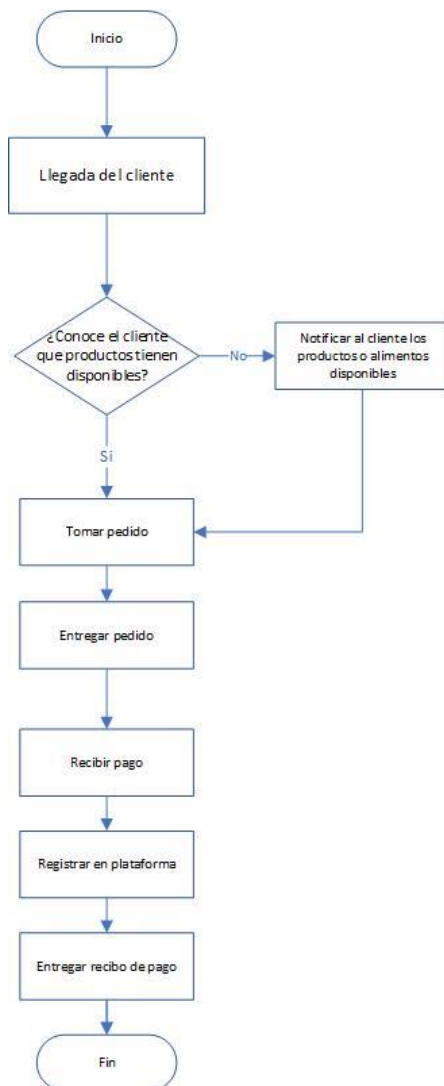 Inicio
Llegada del cliente
¿Conoce el cliente
que productos tienen
disponibles?
No
Notificar al cliente los
productos o alimentos
disponibles
Si
Tomar pedido
Entregar pedido
Recibir pago
Registrar en plataforma
Entregar recibo de pago
Fin